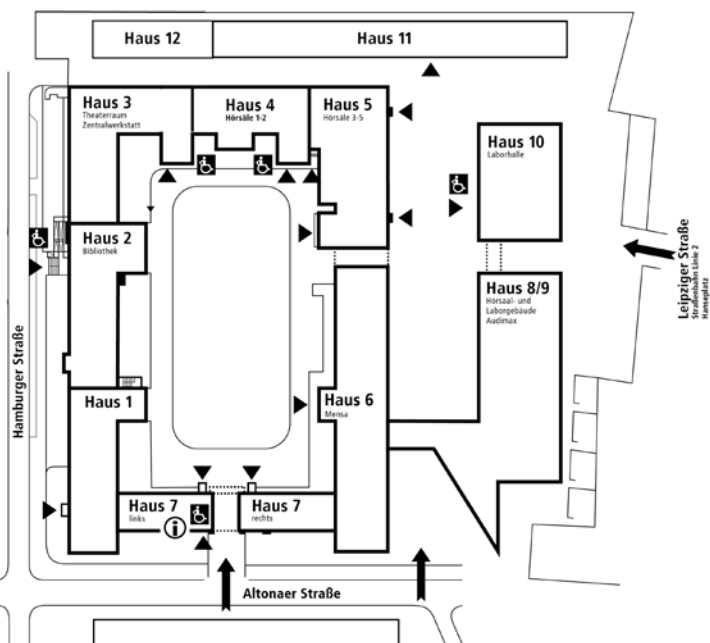 Haus 12
Haus 11
Haus 3
Theaterraum
Zentralwerkstatt
Haus 4
Hörsäle 1-2
Haus 5
Hörsäle 3-5
Haus 10
Laborhalle
Haus 2
Bibliothek
Leipziger Straße
Straßenbahn Linie 2
Hanseplatz
Haus 8/9
Hörsaal- und
Laborgebäude
Audimax
Hamburger Straße
Haus 1
Haus 6
Mensa
Haus 7
links
i
Haus 7
rechts
Altonaer Straße